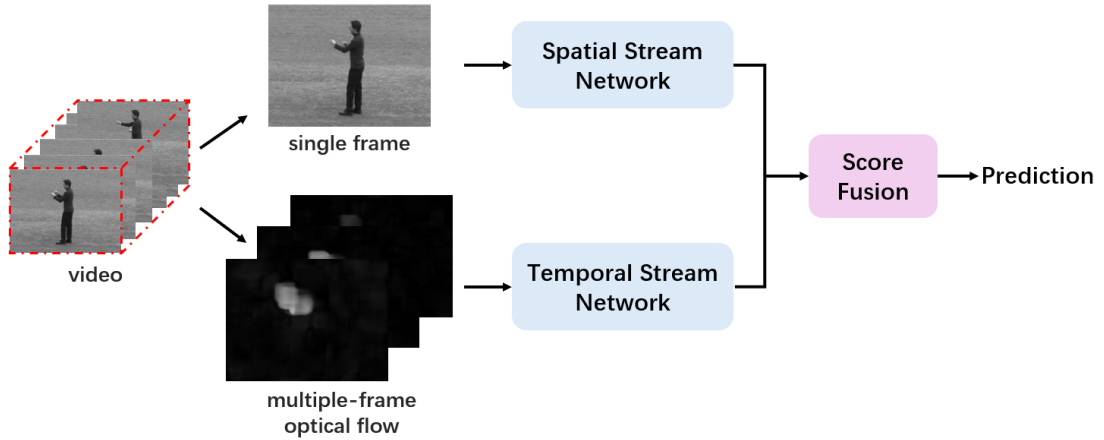 video
single frame
multiple-frame
optical flow
Spatial Stream
Network
Temporal Stream
Network
Score
Fusion
Prediction